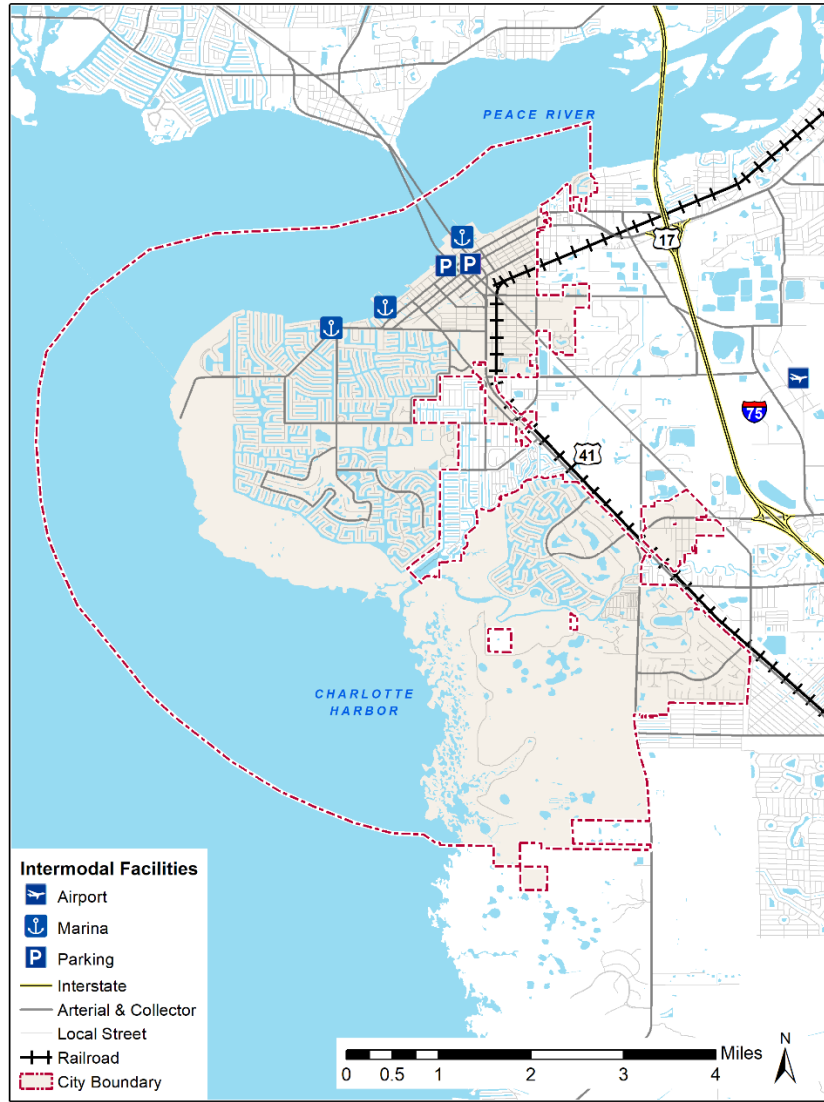 PEACE RIVER
P
P
17
75
41
CHARLOTTE
HARBOR
Intermodal Facilities
Airport
Marina
P Parking
Interstate
Arterial & Collector
Local Street
Railroad
City Boundary
Miles
0 0.5 1 2 3 4
N